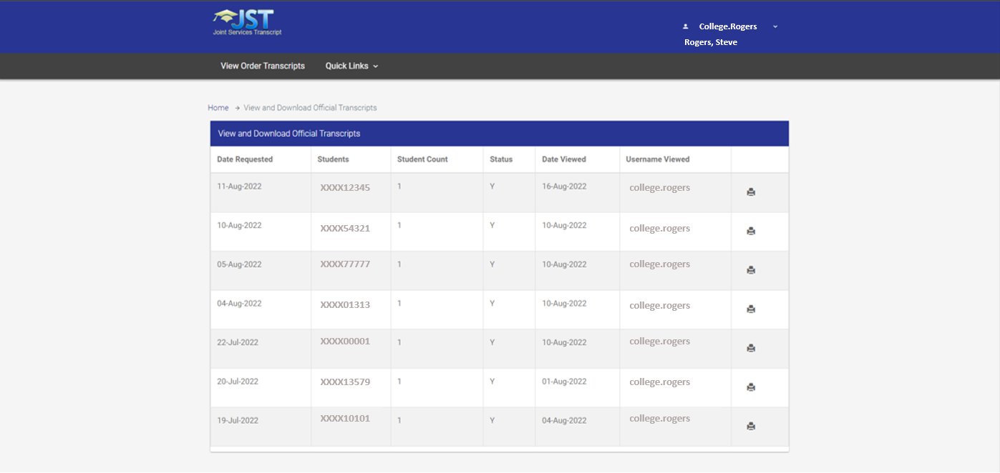 JST
Joint Services Transcript
College.Rogers
Rogers, Steve
View Order Transcripts Quick Links
Home → View and Download Official Transcripts
View and Download Official Transcripts
Date Requested Students Student Count Status Date Viewed Username Viewed
11-Aug-2022 XXXX12345 1 Y 16-Aug-2022 college.rogers
10-Aug-2022 XXXX54321 1 Y 10-Aug-2022 college.rogers
05-Aug-2022 XXXX77777 1 Y 10-Aug-2022 college.rogers
04-Aug-2022 XXXX01313 1 Y 10-Aug-2022 college.rogers
22-Jul-2022 XXXX00001 1 Y 10-Aug-2022 college.rogers
20-Jul-2022 XXXX13579 1 Y 01-Aug-2022 college.rogers
19-Jul-2022 XXXX10101 1 Y 04-Aug-2022 college.rogers